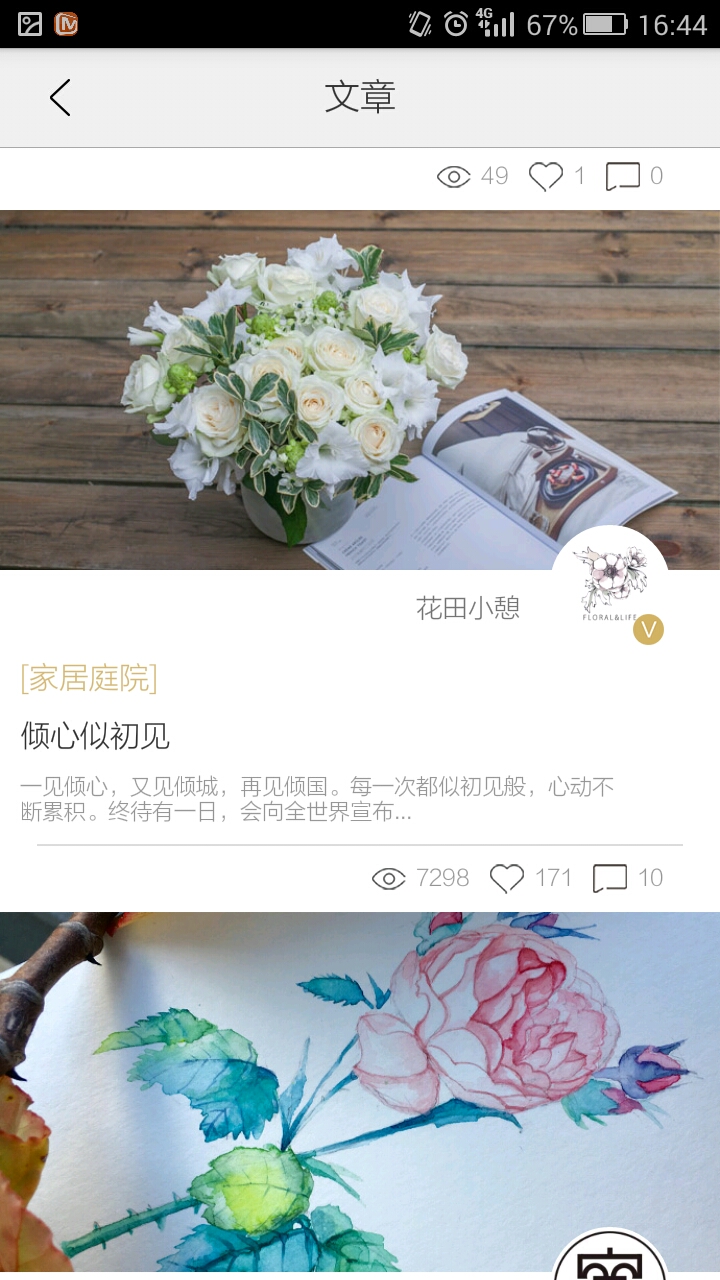 4G 67% 16:44
文章
49 1 0
花田小憩
FLORAL&LIFE
V
[家居庭院]
倾心似初见
一见倾心，又见倾城，再见倾国。每一次都似初见般，心动不
断累积。终待有一日，会向全世界宣布...
7298 171 10